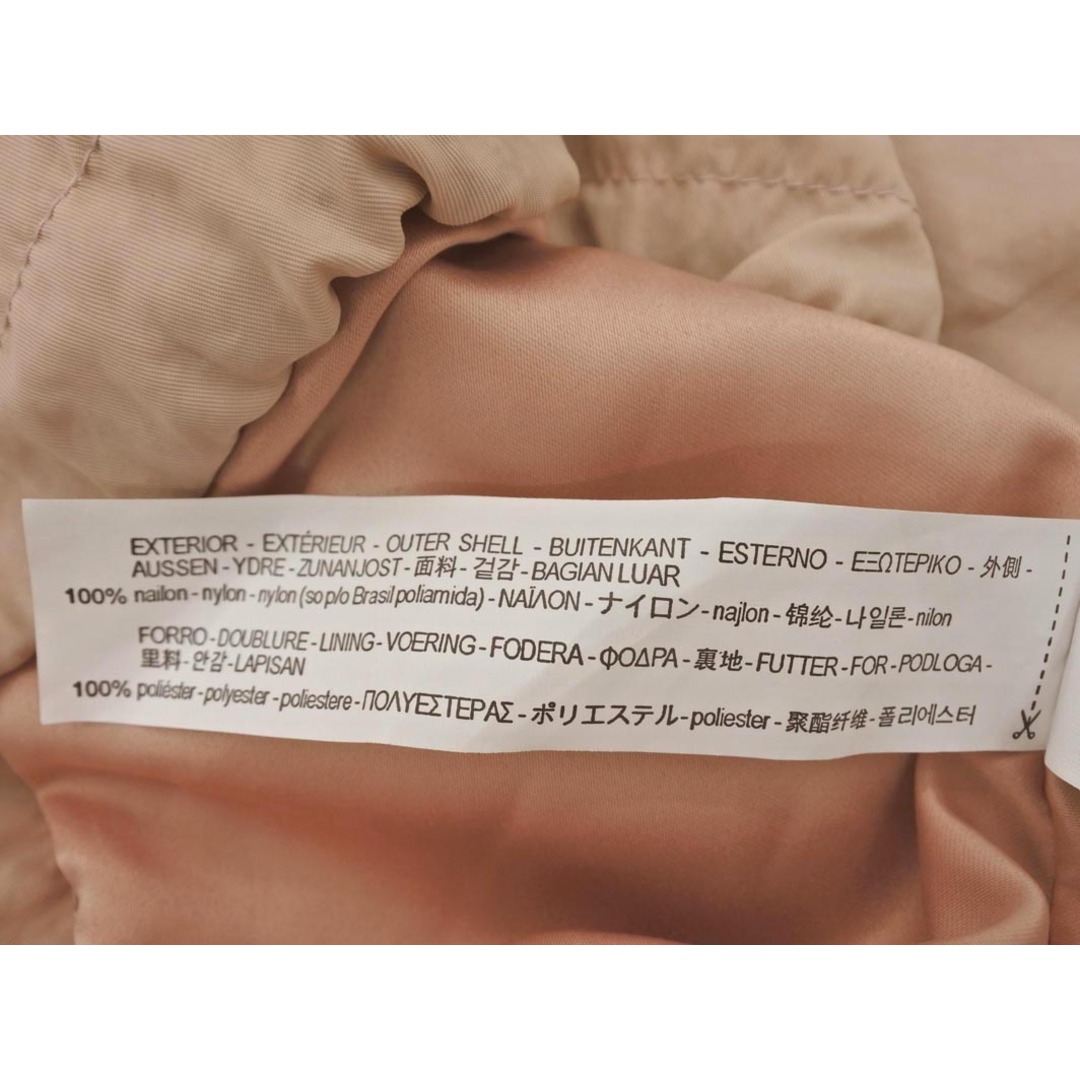 EXTERIOR - EXTÉRIEUR - OUTER SHELL - BUITENKANT - ESTERNO - ΕΞΩΤΕΡΙΚΟ - 外側 -
AUSSEN - YDRE - ZUNANJOST - 面料 - 겉감 - BAGIAN LUAR
100% nailon - nylon - nylon (so p/o Brasil poliamida) - ΝΑΪΛΟΝ - ナイロン - najlon - 锦纶 - 나일론 - nilon
FORRO - DOUBLURE - LINING - VOERING - FODERA - ΦΟΔΡΑ - 裏地 - FUTTER - FOR - PODLOGA -
里料 - 안감 - LAPISAN
100% poliéster - polyester - poliestere - ΠΟΛΥΕΣΤΕΡΑΣ - ポリエステル - poliester - 聚酯纤维 - 폴리에스터